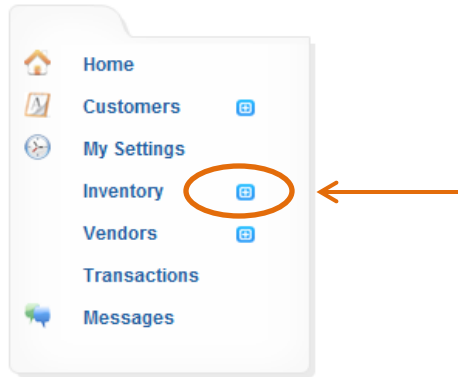 Home
Customers
My Settings
Inventory
Vendors
Transactions
Messages